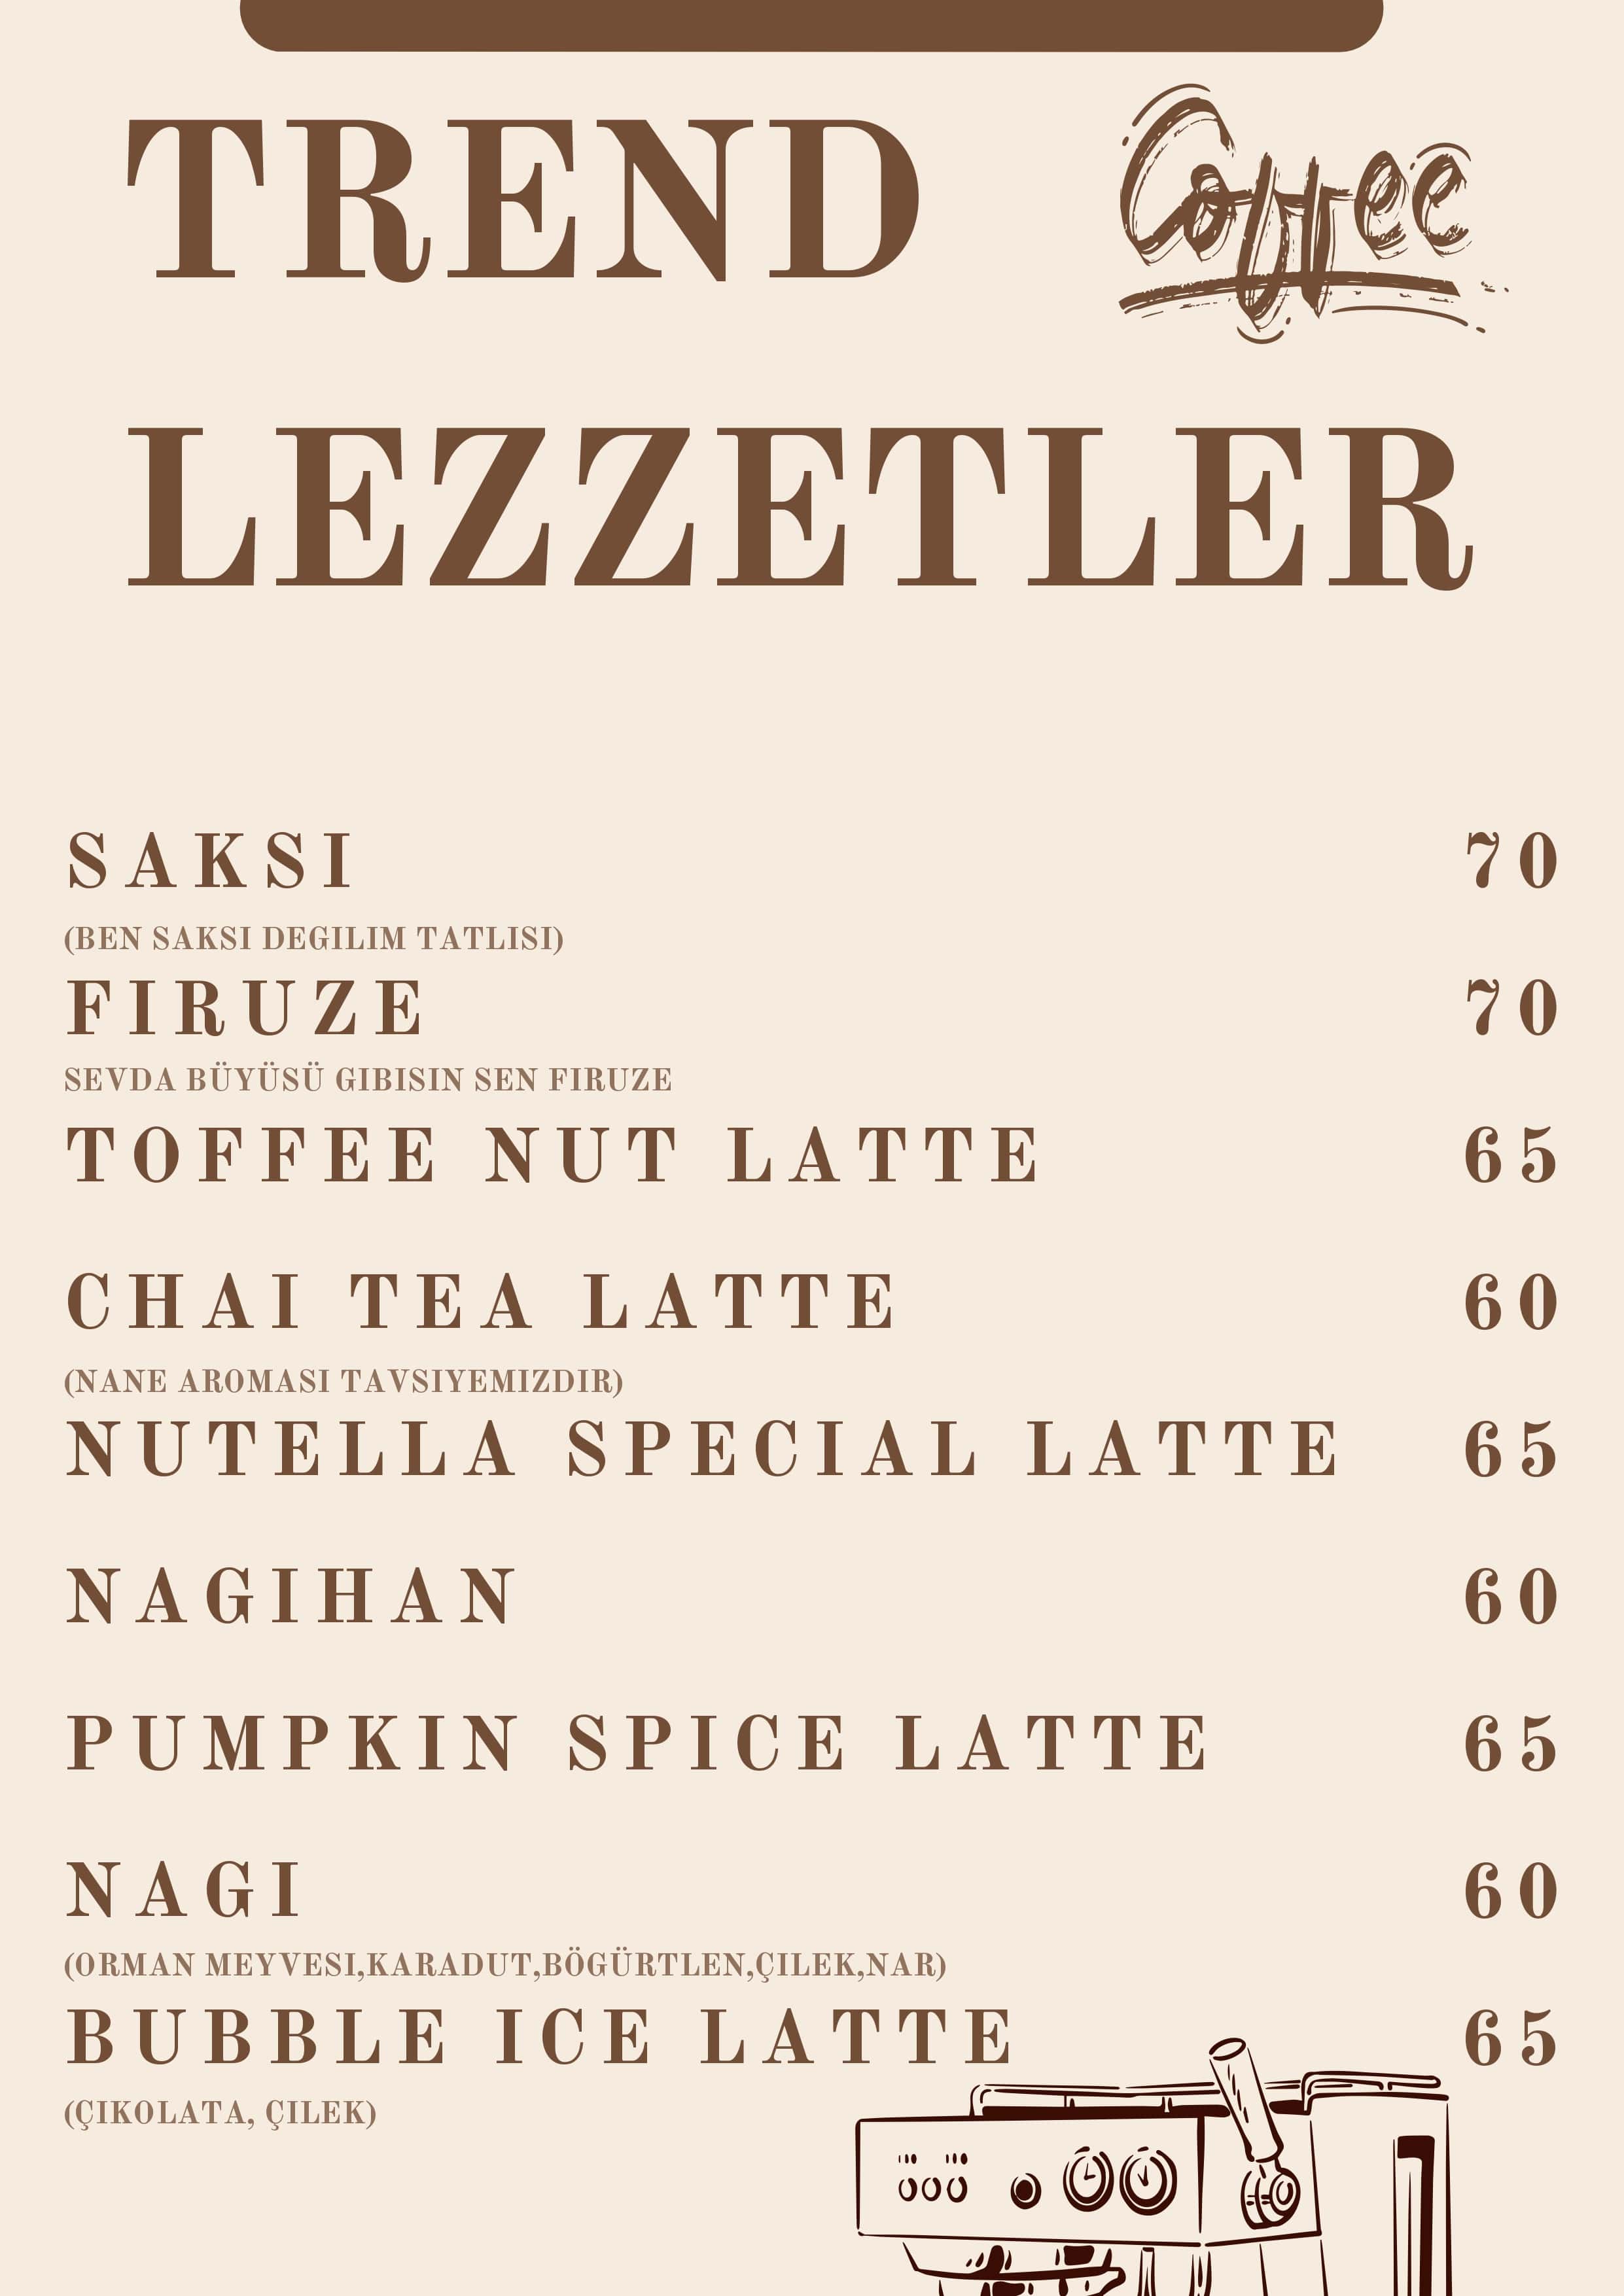 TREND
Coffee
LEZZETLER
SAKSI 70
(BEN SAKSI DEGILIM TATLISI)
FIRUZE 70
SEVDA BÜYÜSÜ GIBISIN SEN FIRUZE
TOFFEE NUT LATTE 65
CHAI TEA LATTE 60
(NANE AROMASI TAVSIYEMIZDIR)
NUTELLA SPECIAL LATTE 65
NAGIHAN 60
PUMPKIN SPICE LATTE 65
NAGI 60
(ORMAN MEYVESI,KARADUT,BÖGÜRTLEN,ÇILEK,NAR)
BUBBLE ICE LATTE 65
(ÇIKOLATA, ÇILEK)